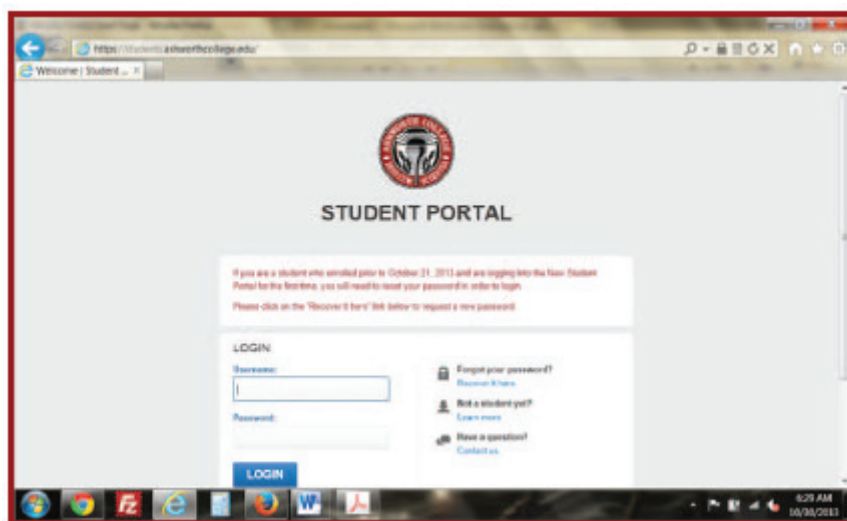 https://students.ashworthcollege.edu/
Welcome | Student ...
ASHWORTH COLLEGE
STUDENT PORTAL
If you are a student who enrolled prior to October 21, 2013 and are logging into the New Student
Portal for the first time, you will need to reset your password in order to login.
Please click on the "Recover it here" link below to request a new password.
LOGIN
Username:
Password:
LOGIN
Forgot your password?
Recover it here
Not a student yet?
Learn more
Have a question?
Contact us
6:29 AM
10/30/2013